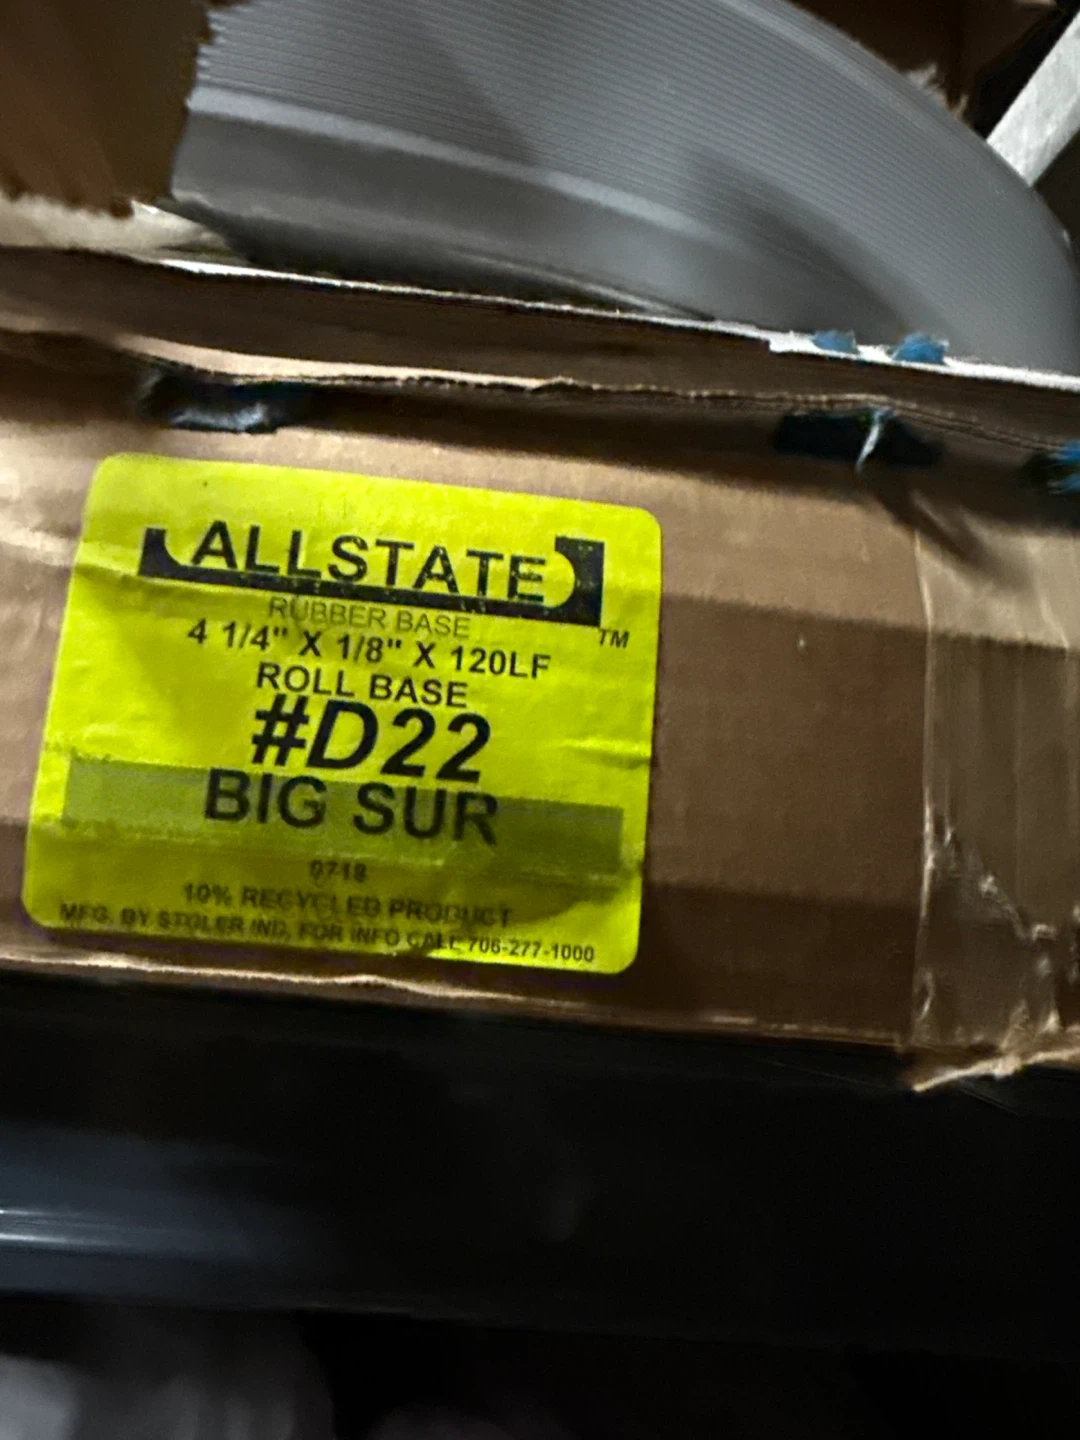 ALLSTATE
RUBBER BASE
TM
4 1/4" X 1/8" X 120LF
ROLL BASE
#D22
BIG SUR
0718
10% RECYCLED PRODUCT
MFG. BY STOLER IND. FOR INFO CALL 706-277-1000